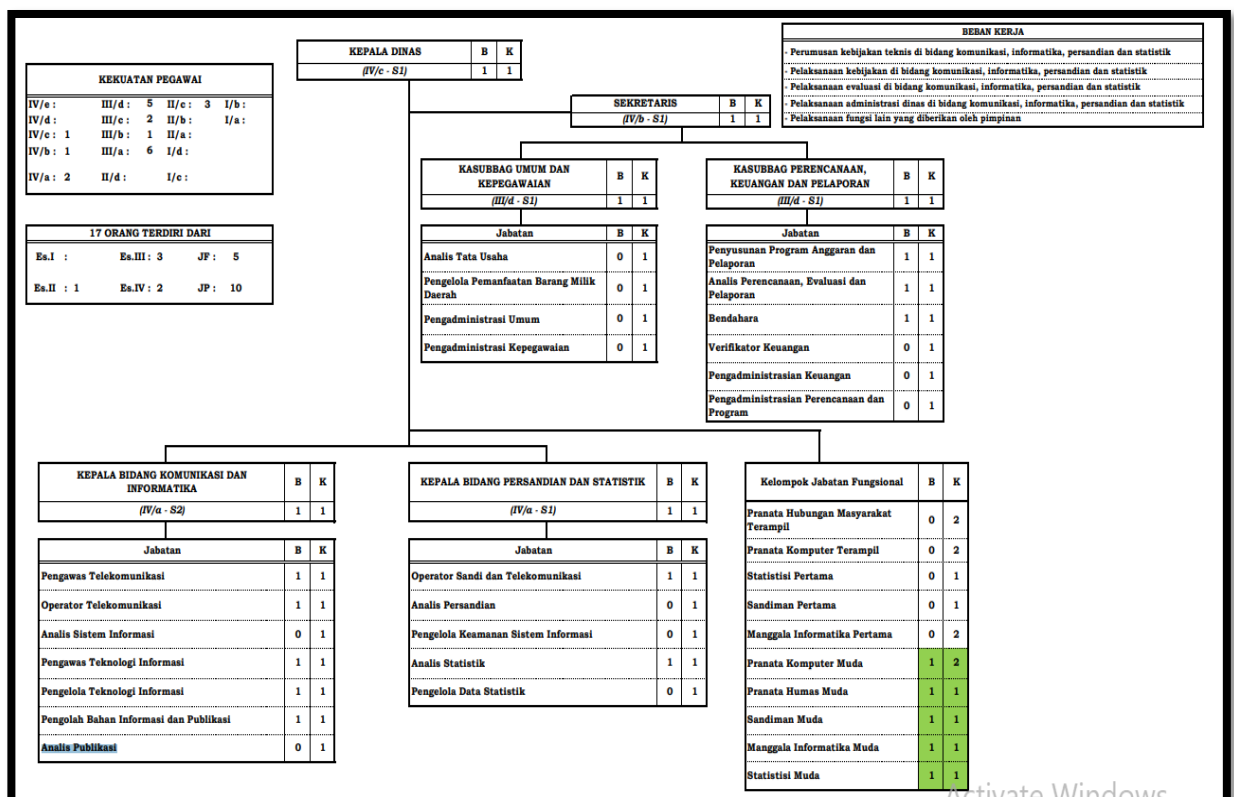 KEPALA DINAS B K
(IV/c - S1) 1 1
BEBAN KERJA
- Perumusan kebijakan teknis di bidang komunikasi, informatika, persandian dan statistik
- Pelaksanaan kebijakan di bidang komunikasi, informatika, persandian dan statistik
- Pelaksanaan evaluasi di bidang komunikasi, informatika, persandian dan statistik
- Pelaksanaan administrasi dinas di bidang komunikasi, informatika, persandian dan statistik
- Pelaksanaan fungsi lain yang diberikan oleh pimpinan
KEKUATAN PEGAWAI
IV/e : III/d : 5 II/c : 3 I/b :
IV/d : III/c : 2 II/b : I/a :
IV/c : 1 III/b : 1 II/a :
IV/b : 1 III/a : 6 I/d :
IV/a : 2 II/d : I/c :
SEKRETARIS B K
(IV/b - S1) 1 1
17 ORANG TERDIRI DARI
Es.I : Es.III : 3 JF : 5
Es.II : 1 Es.IV : 2 JP : 10
KASUBBAG UMUM DAN
KEPEGAWAIAN B K
(III/d - S1) 1 1
Jabatan B K
Analis Tata Usaha 0 1
Pengelola Pemanfaatan Barang Milik
Daerah 0 1
Pengadministrasi Umum 0 1
Pengadministrasi Kepegawaian 0 1
KASUBBAG PERENCANAAN,
KEUANGAN DAN PELAPORAN B K
(III/d - S1) 1 1
Jabatan B K
Penyusunan Program Anggaran dan
Pelaporan 1 1
Analis Perencanaan, Evaluasi dan
Pelaporan 1 1
Bendahara 1 1
Verifikator Keuangan 0 1
Pengadministrasian Keuangan 0 1
Pengadministrasian Perencanaan dan
Program 0 1
KEPALA BIDANG KOMUNIKASI DAN
INFORMATIKA B K
(IV/a - S2) 1 1
Jabatan B K
Pengawas Telekomunikasi 1 1
Operator Telekomunikasi 1 1
Analis Sistem Informasi 0 1
Pengawas Teknologi Informasi 1 1
Pengelola Teknologi Informasi 1 1
Pengolah Bahan Informasi dan Publikasi 1 1
Analis Publikasi 0 1
KEPALA BIDANG PERSANDIAN DAN STATISTIK B K
(IV/a - S1) 1 1
Jabatan B K
Operator Sandi dan Telekomunikasi 1 1
Analis Persandian 0 1
Pengelola Keamanan Sistem Informasi 0 1
Analis Statistik 1 1
Pengelola Data Statistik 0 1
Kelompok Jabatan Fungsional B K
Pranata Hubungan Masyarakat
Terampil 0 2
Pranata Komputer Terampil 0 2
Statistisi Pertama 0 1
Sandiman Pertama 0 1
Manggala Informatika Pertama 0 2
Pranata Komputer Muda 1 2
Pranata Humas Muda 1 1
Sandiman Muda 1 1
Manggala Informatika Muda 1 1
Statistisi Muda 1 1
Activate Windows